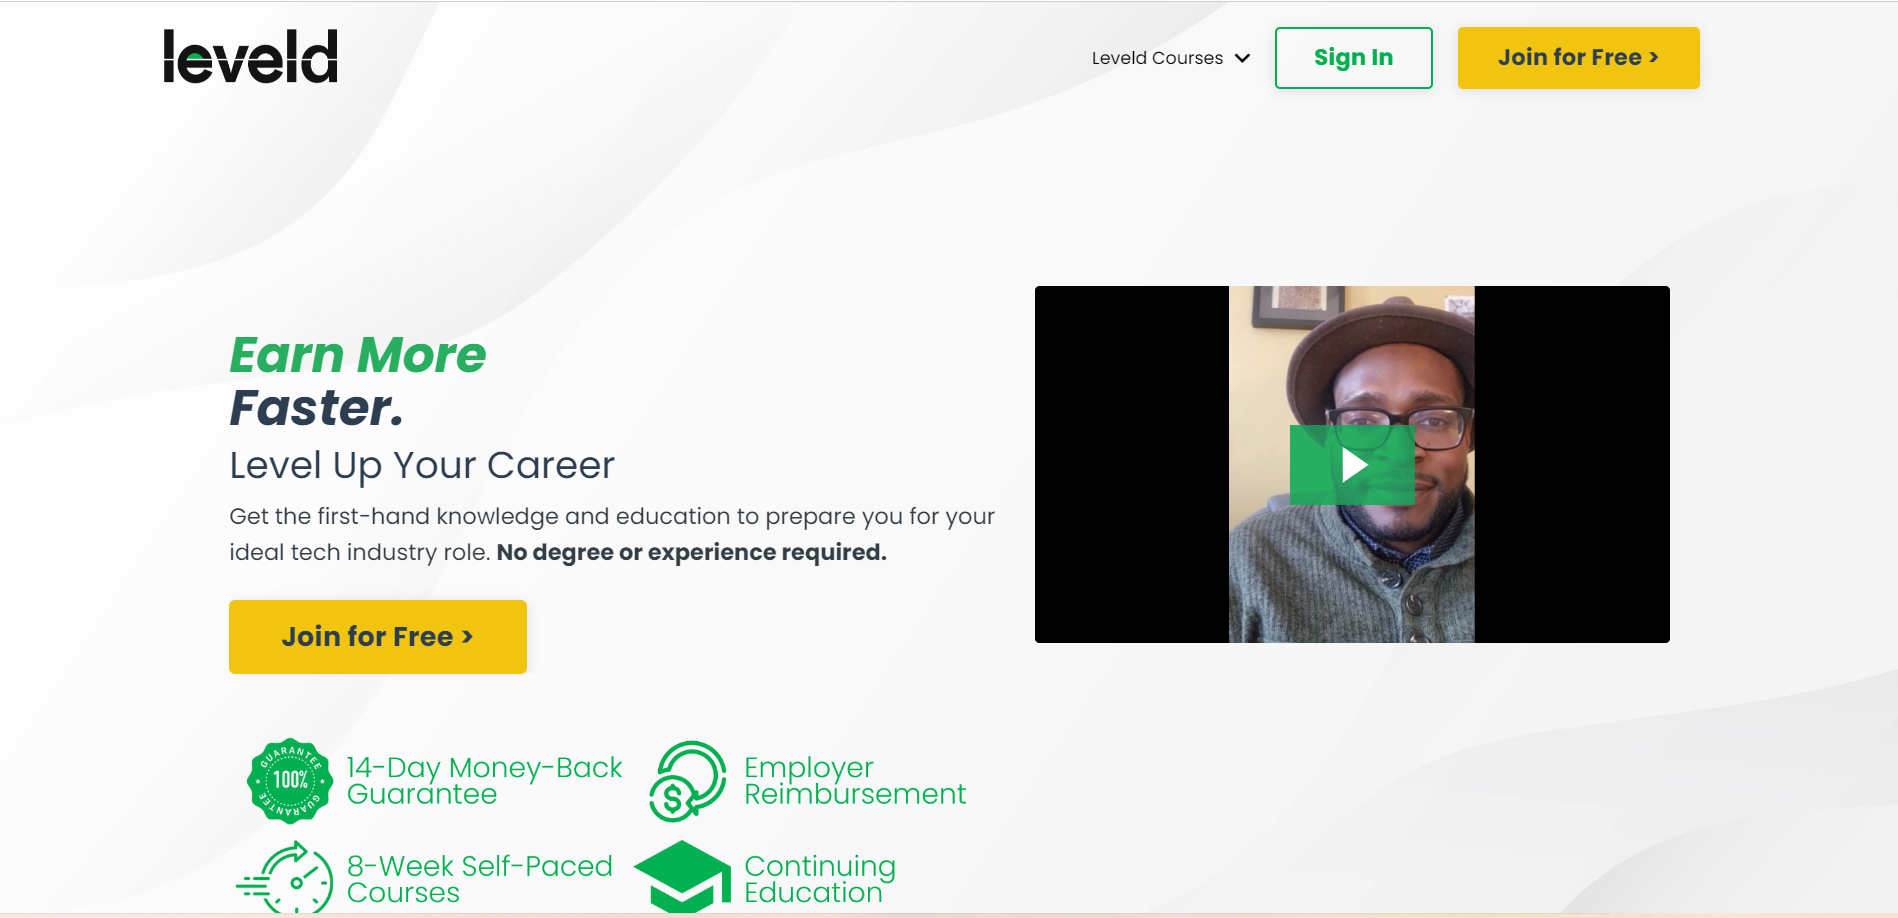 leveld
Leveld Courses
Sign In
Join for Free >
Earn More
Faster.
Level Up Your Career
Get the first-hand knowledge and education to prepare you for your
ideal tech industry role. No degree or experience required.
Join for Free >
GUARANTEE
100%
GUARANTEE
14-Day Money-Back
Guarantee
$
Employer
Reimbursement
8-Week Self-Paced
Courses
Continuing
Education